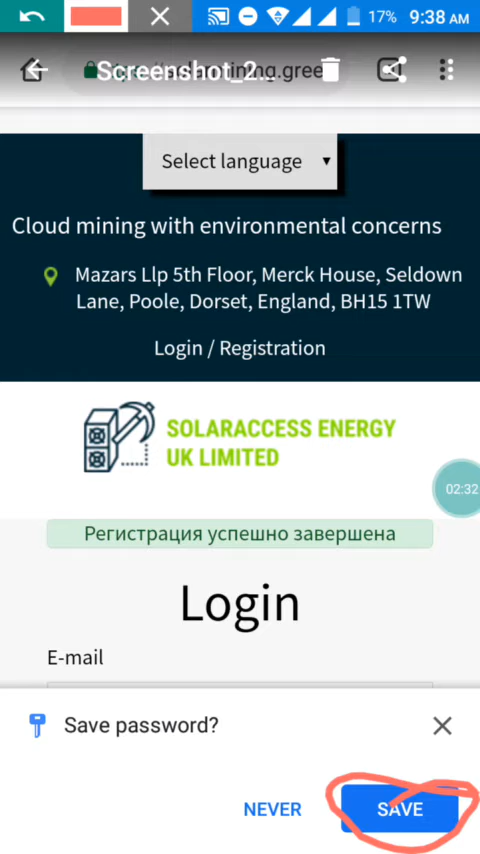 17% 9:38 AM
Screenshot_2...
Select language
Cloud mining with environmental concerns
Mazars Llp 5th Floor, Merck House, Seldown
Lane, Poole, Dorset, England, BH15 1TW
Login / Registration
SOLARACCESS ENERGY
UK LIMITED
02:32
Регистрация успешно завершена
Login
E-mail
Save password?
NEVER SAVE